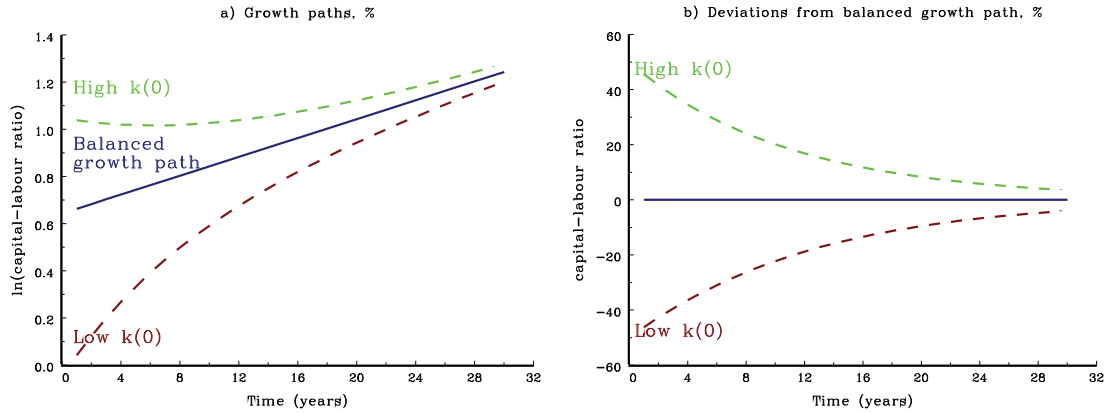 a) Growth paths, %
ln(capital-labour ratio)
1.4
1.2
1.0
0.8
0.6
0.4
0.2
0.0
High k(0)
Balanced
growth path
Low k(0)
0 4 8 12 16 20 24 28 32
Time (years)
b) Deviations from balanced growth path, %
capital-labour ratio
60
40
20
0
-20
-40
-60
High k(0)
Low k(0)
0 4 8 12 16 20 24 28 32
Time (years)